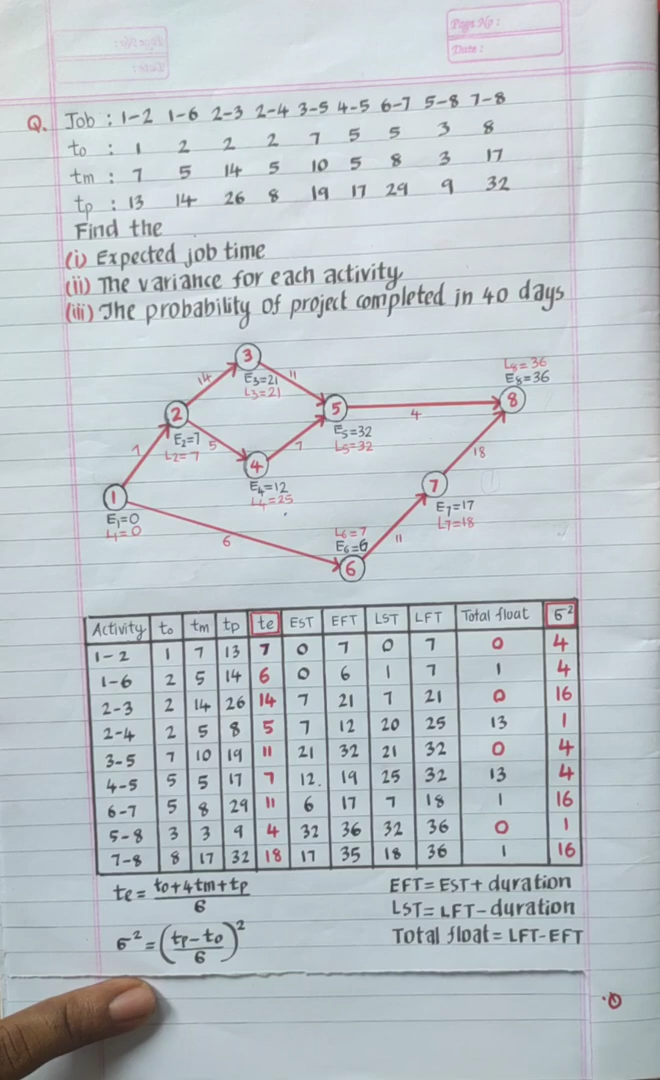 Page No :
Date :
Q. Job : 1-2 1-6 2-3 2-4 3-5 4-5 6-7 5-8 7-8
to : 1 2 2 2 7 5 5 3 8
tm : 7 5 14 5 10 5 8 3 17
tp : 13 14 26 8 19 17 29 9 32
Find the
(i) Expected job time
(ii) The variance for each activity
(iii) The probability of project completed in 40 days
3
14
11
E3=21
L3=21
L8=36
E8=36
8
2
5
4
E2=7
L2=7
5
7
E5=32
L5=32
7
4
18
E4=12
L4=25
7
1
E7=17
L7=18
E1=0
L1=0
6
L6=7
E6=6
11
6
Activity to tm tp te EST EFT LST LFT Total float σ²
1-2 1 7 13 7 0 7 0 7 0 4
1-6 2 5 14 6 0 6 1 7 1 4
2-3 2 14 26 14 7 21 7 21 0 16
2-4 2 5 8 5 7 12 20 25 13 1
3-5 7 10 19 11 21 32 21 32 0 4
4-5 5 5 17 7 12. 19 25 32 13 4
6-7 5 8 29 11 6 17 7 18 1 16
5-8 3 3 9 4 32 36 32 36 0 1
7-8 8 17 32 18 17 35 18 36 1 16
te = to+4tm+tp / 6
EFT = EST + duration
LST = LFT - duration
σ² = (tp-to / 6)²
Total float = LFT-EFT